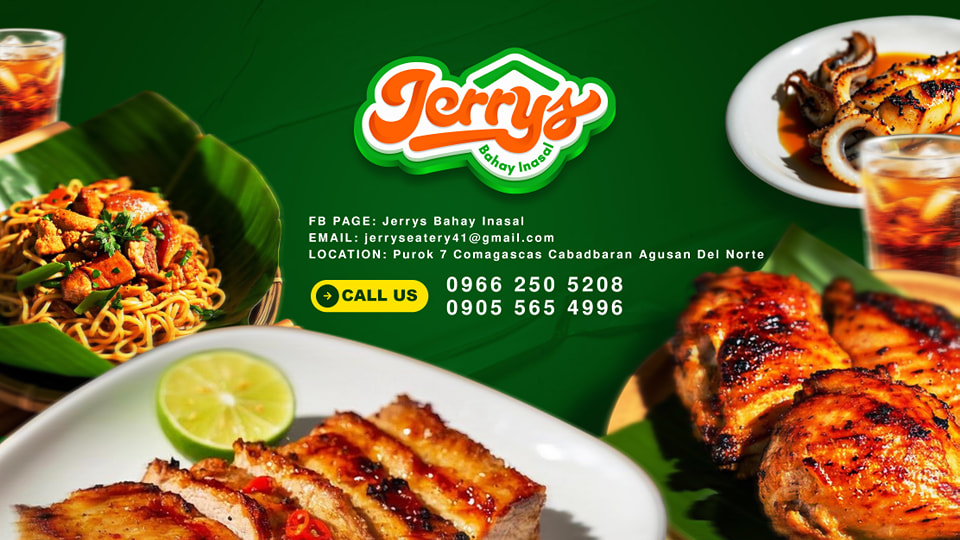 Jerrys
Bahay Inasal
FB PAGE: Jerrys Bahay Inasal
EMAIL: jerryseatery41@gmail.com
LOCATION: Purok 7 Comagascas Cabadbaran Agusan Del Norte
CALL US
0966 250 5208
0905 565 4996